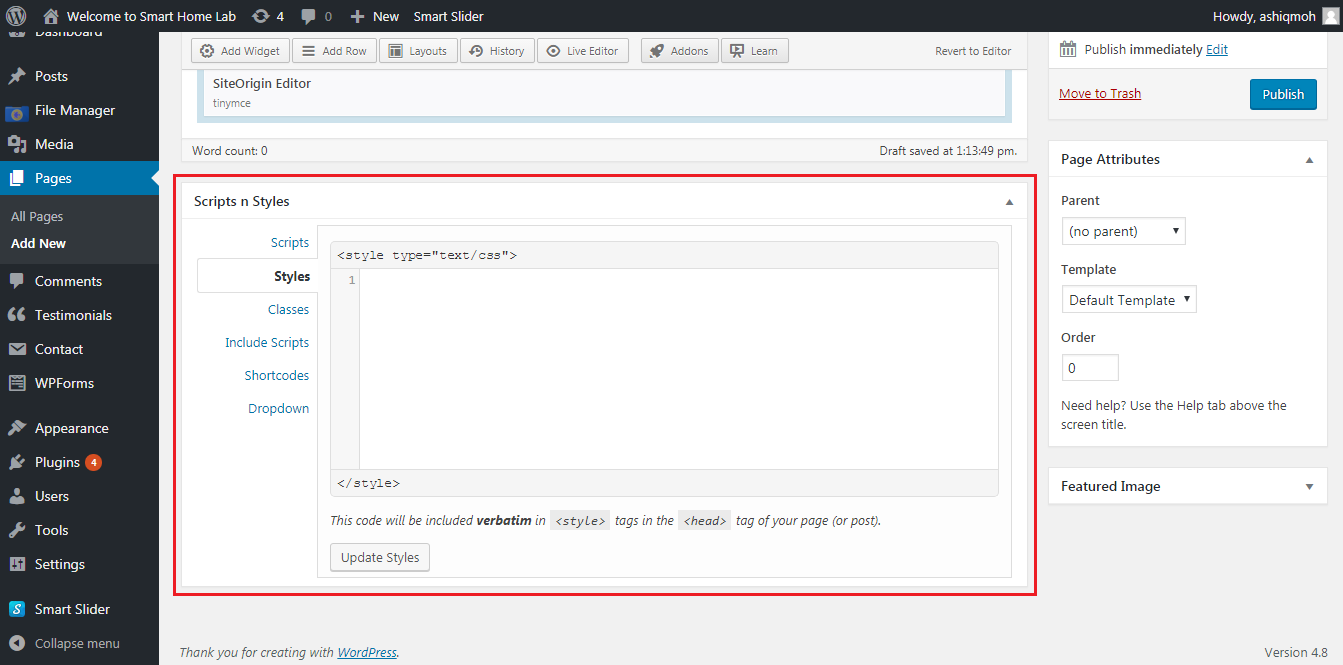 Welcome to Smart Home Lab 4 0 New Smart Slider Howdy, ashiqmoh
Dashboard
Posts
File Manager
Media
Pages
All Pages
Add New
Comments
Testimonials
Contact
WPForms
Appearance
Plugins 4
Users
Tools
Settings
S Smart Slider
Collapse menu
Add Widget Add Row Layouts History Live Editor Addons Learn Revert to Editor
SiteOrigin Editor
tinymce
Word count: 0 Draft saved at 1:13:49 pm.
Scripts n Styles
Scripts
Styles
Classes
Include Scripts
Shortcodes
Dropdown
<style type="text/css">
1
</style>
This code will be included verbatim in <style> tags in the <head> tag of your page (or post).
Update Styles
Publish immediately Edit
Move to Trash Publish
Page Attributes
Parent
(no parent)
Template
Default Template
Order
0
Need help? Use the Help tab above the
screen title.
Featured Image
Thank you for creating with WordPress. Version 4.8